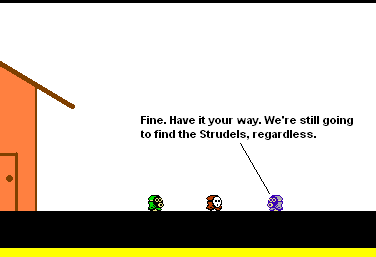 Fine. Have it your way. We're still going
to find the Strudels, regardless.